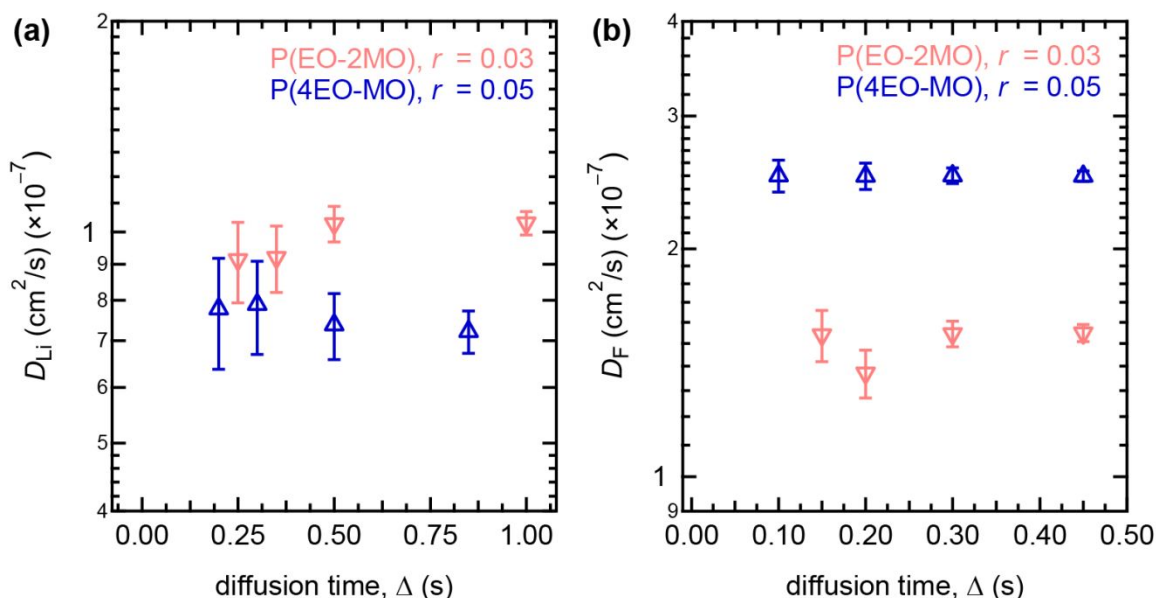 (a)
P(EO-2MO), r = 0.03
P(4EO-MO), r = 0.05
D_Li (cm²/s) (×10⁻⁷)
2
1
9
8
7
6
5
4
0.00 0.25 0.50 0.75 1.00
diffusion time, Δ (s)
(b)
P(EO-2MO), r = 0.03
P(4EO-MO), r = 0.05
D_F (cm²/s) (×10⁻⁷)
4
3
2
1
9
0.00 0.10 0.20 0.30 0.40 0.50
diffusion time, Δ (s)